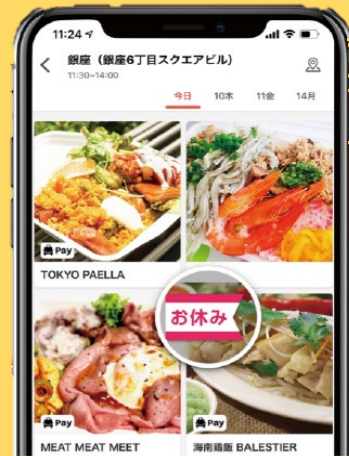 11:24
銀座（銀座6丁目スクエアビル）
11:30~14:00
今日 10木 11金 14月
Pay
TOKYO PAELLA
お休み
Pay
Pay
MEAT MEAT MEET
海南鶏飯 BALESTIER